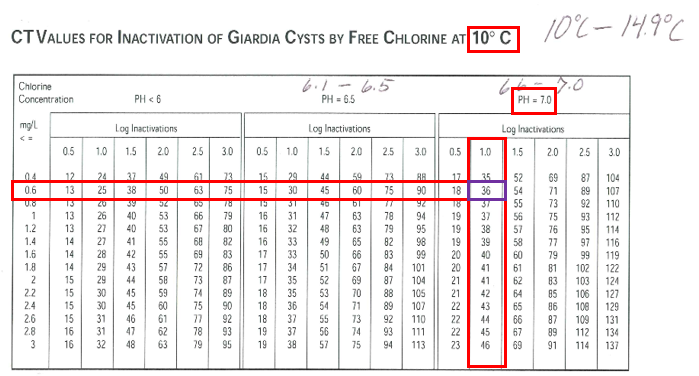 CT VALUES FOR INACTIVATION OF GIARDIA CYSTS BY FREE CHLORINE AT 10° C 10°C - 14.9°C
Chlorine 6.1 - 6.5 6.6 - 7.0
Concentration PH < 6 PH = 6.5 PH = 7.0
mg/L Log Inactivations Log Inactivations Log Inactivations
< =
0.5 1.0 1.5 2.0 2.5 3.0 0.5 1.0 1.5 2.0 2.5 3.0 0.5 1.0 1.5 2.0 2.5 3.0
0.4 12 24 37 49 61 73 15 29 44 59 73 88 17 35 52 69 87 104
0.6 13 25 38 50 63 75 15 30 45 60 75 90 18 36 54 71 89 107
0.8 13 26 39 52 65 78 15 31 46 61 77 92 18 37 55 73 92 110
1 13 26 40 53 66 79 16 31 47 63 78 94 19 37 56 75 93 112
1.2 13 27 40 53 67 80 16 32 48 63 79 95 19 38 57 76 95 114
1.4 14 27 41 55 68 82 16 33 49 65 82 98 19 39 58 77 97 116
1.6 14 28 42 55 69 83 17 33 50 66 83 99 20 40 60 79 99 119
1.8 14 29 43 57 72 86 17 34 51 67 84 101 20 41 61 81 102 122
2 15 29 44 58 73 87 17 35 52 69 87 104 21 41 62 83 103 124
2.2 15 30 45 59 74 89 18 35 53 70 88 105 21 42 64 85 106 127
2.4 15 30 45 60 75 90 18 36 54 71 89 107 22 43 65 86 108 129
2.6 15 31 46 61 77 92 18 37 55 73 92 110 22 44 66 87 109 131
2.8 16 31 47 62 78 93 19 37 56 74 93 111 22 45 67 89 112 134
3 16 32 48 63 79 95 19 38 57 75 94 113 23 46 69 91 114 137